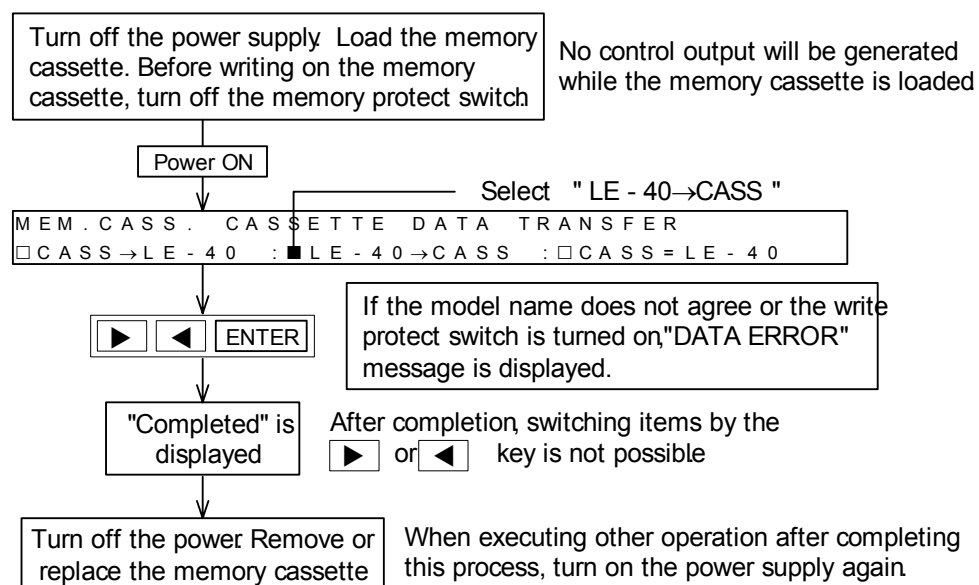 Turn off the power supply. Load the memory
cassette. Before writing on the memory
cassette, turn off the memory protect switch
No control output will be generated
while the memory cassette is loaded
Power ON
Select " LE - 40→CASS "
MEM.CASS. CASSETTE DATA TRANSFER
□CASS→LE-40 :■LE-40→CASS :□CASS=LE-40
If the model name does not agree or the write
protect switch is turned on,"DATA ERROR"
message is displayed.
▶ ◀ ENTER
"Completed" is
displayed
After completion, switching items by the
▶ or ◀ key is not possible
Turn off the power. Remove or
replace the memory cassette
When executing other operation after completing
this process, turn on the power supply again.